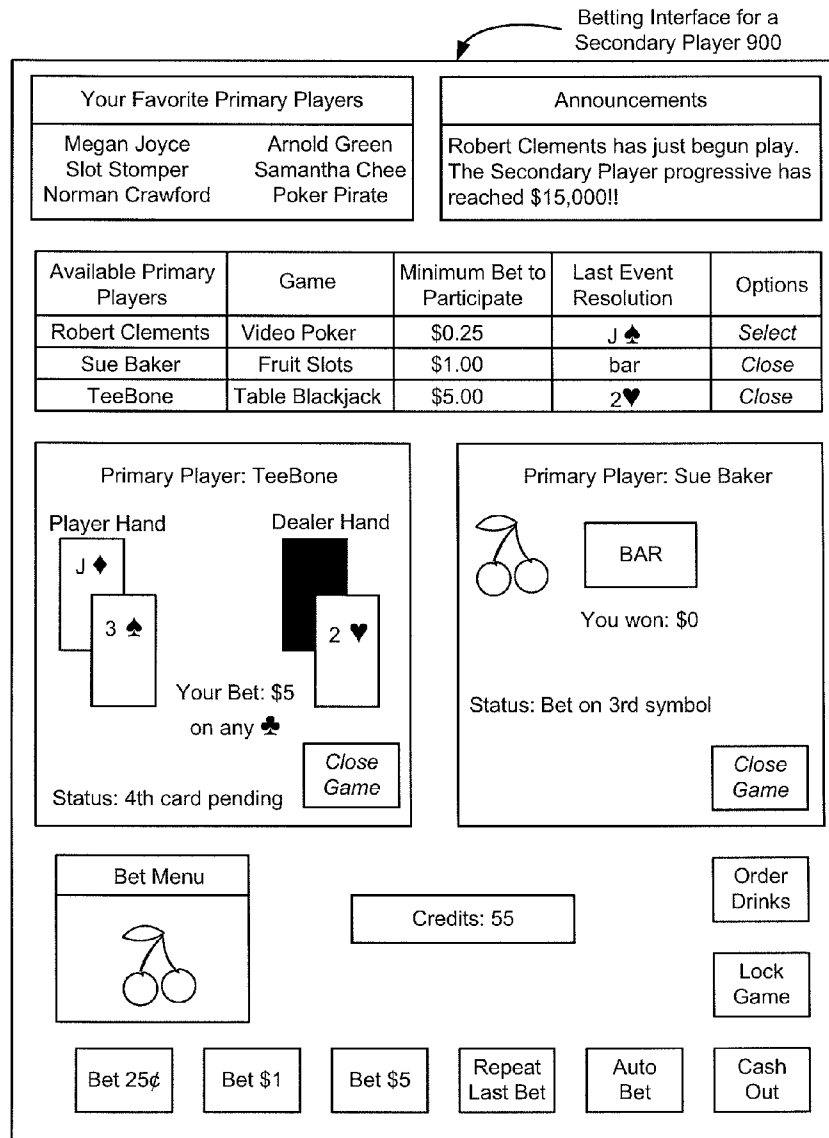 Betting Interface for a
Secondary Player 900
Your Favorite Primary Players
Megan Joyce Arnold Green
Slot Stomper Samantha Chee
Norman Crawford Poker Pirate
Announcements
Robert Clements has just begun play.
The Secondary Player progressive has
reached $15,000!!
Available Primary Players Game Minimum Bet to Participate Last Event Resolution Options
Robert Clements Video Poker $0.25 J ♠ Select
Sue Baker Fruit Slots $1.00 bar Close
TeeBone Table Blackjack $5.00 2♥ Close
Primary Player: TeeBone
Player Hand Dealer Hand
J ♦
3 ♠ 2 ♥
Your Bet: $5
on any ♣
Close
Game
Status: 4th card pending
Primary Player: Sue Baker
BAR
You won: $0
Status: Bet on 3rd symbol
Close
Game
Bet Menu
Credits: 55
Order
Drinks
Lock
Game
Bet 25¢ Bet $1 Bet $5 Repeat Last Bet Auto Bet Cash Out